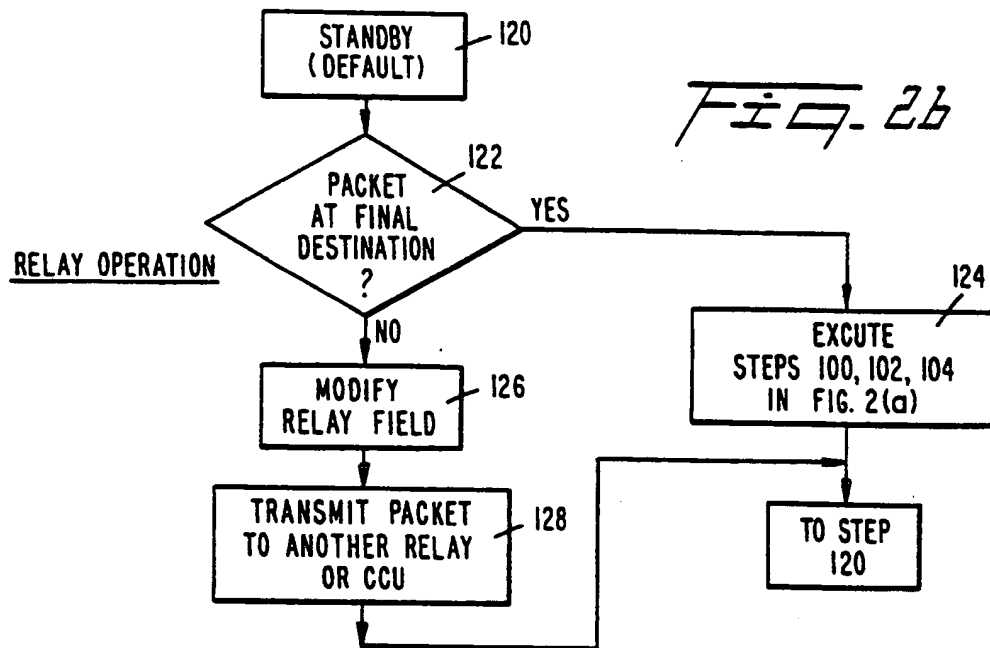 STANDBY
(DEFAULT)
120
Fig. 2b
122
PACKET
AT FINAL
DESTINATION
?
YES
RELAY OPERATION
NO
124
EXCUTE
STEPS 100, 102, 104
IN FIG. 2(a)
MODIFY
RELAY FIELD
126
TRANSMIT PACKET
TO ANOTHER RELAY
OR CCU
128
TO STEP
120